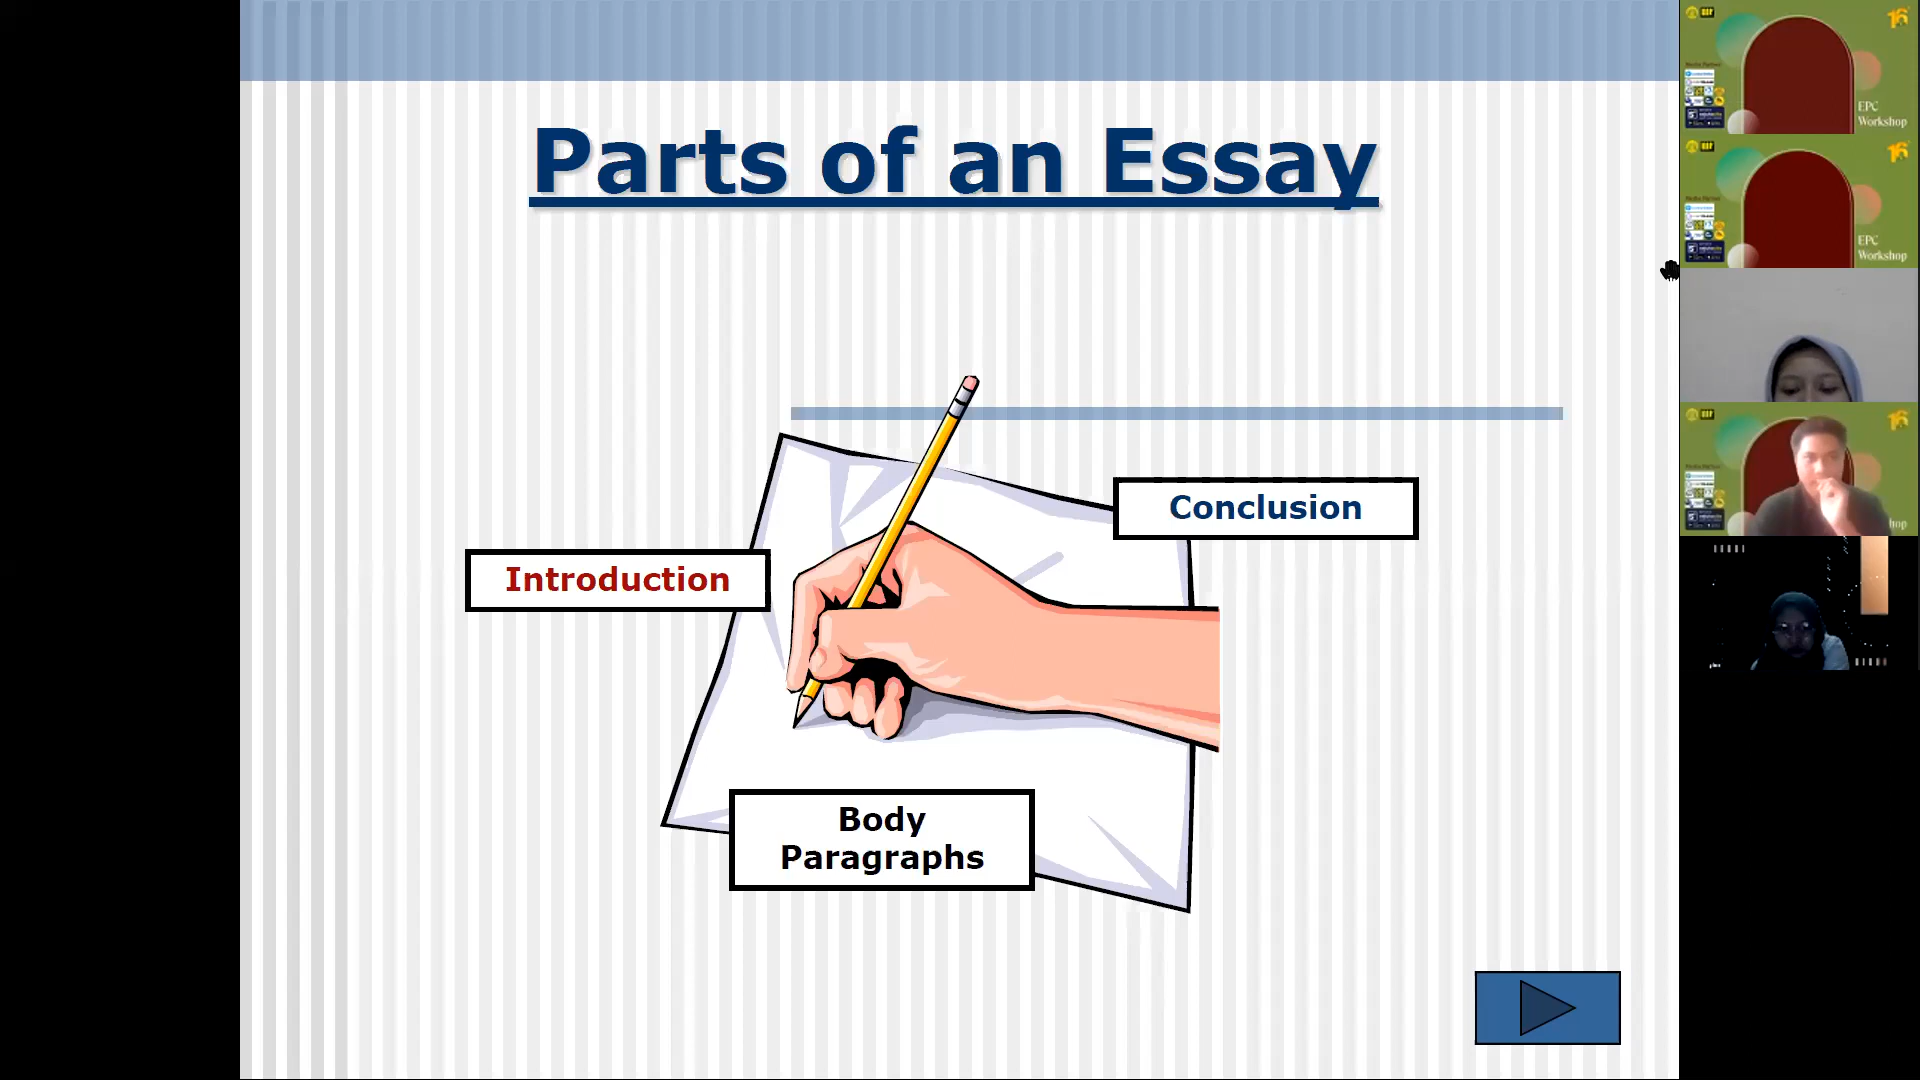 Parts of an Essay
Introduction
Conclusion
Body
Paragraphs
EPC
Workshop
EPC
Workshop